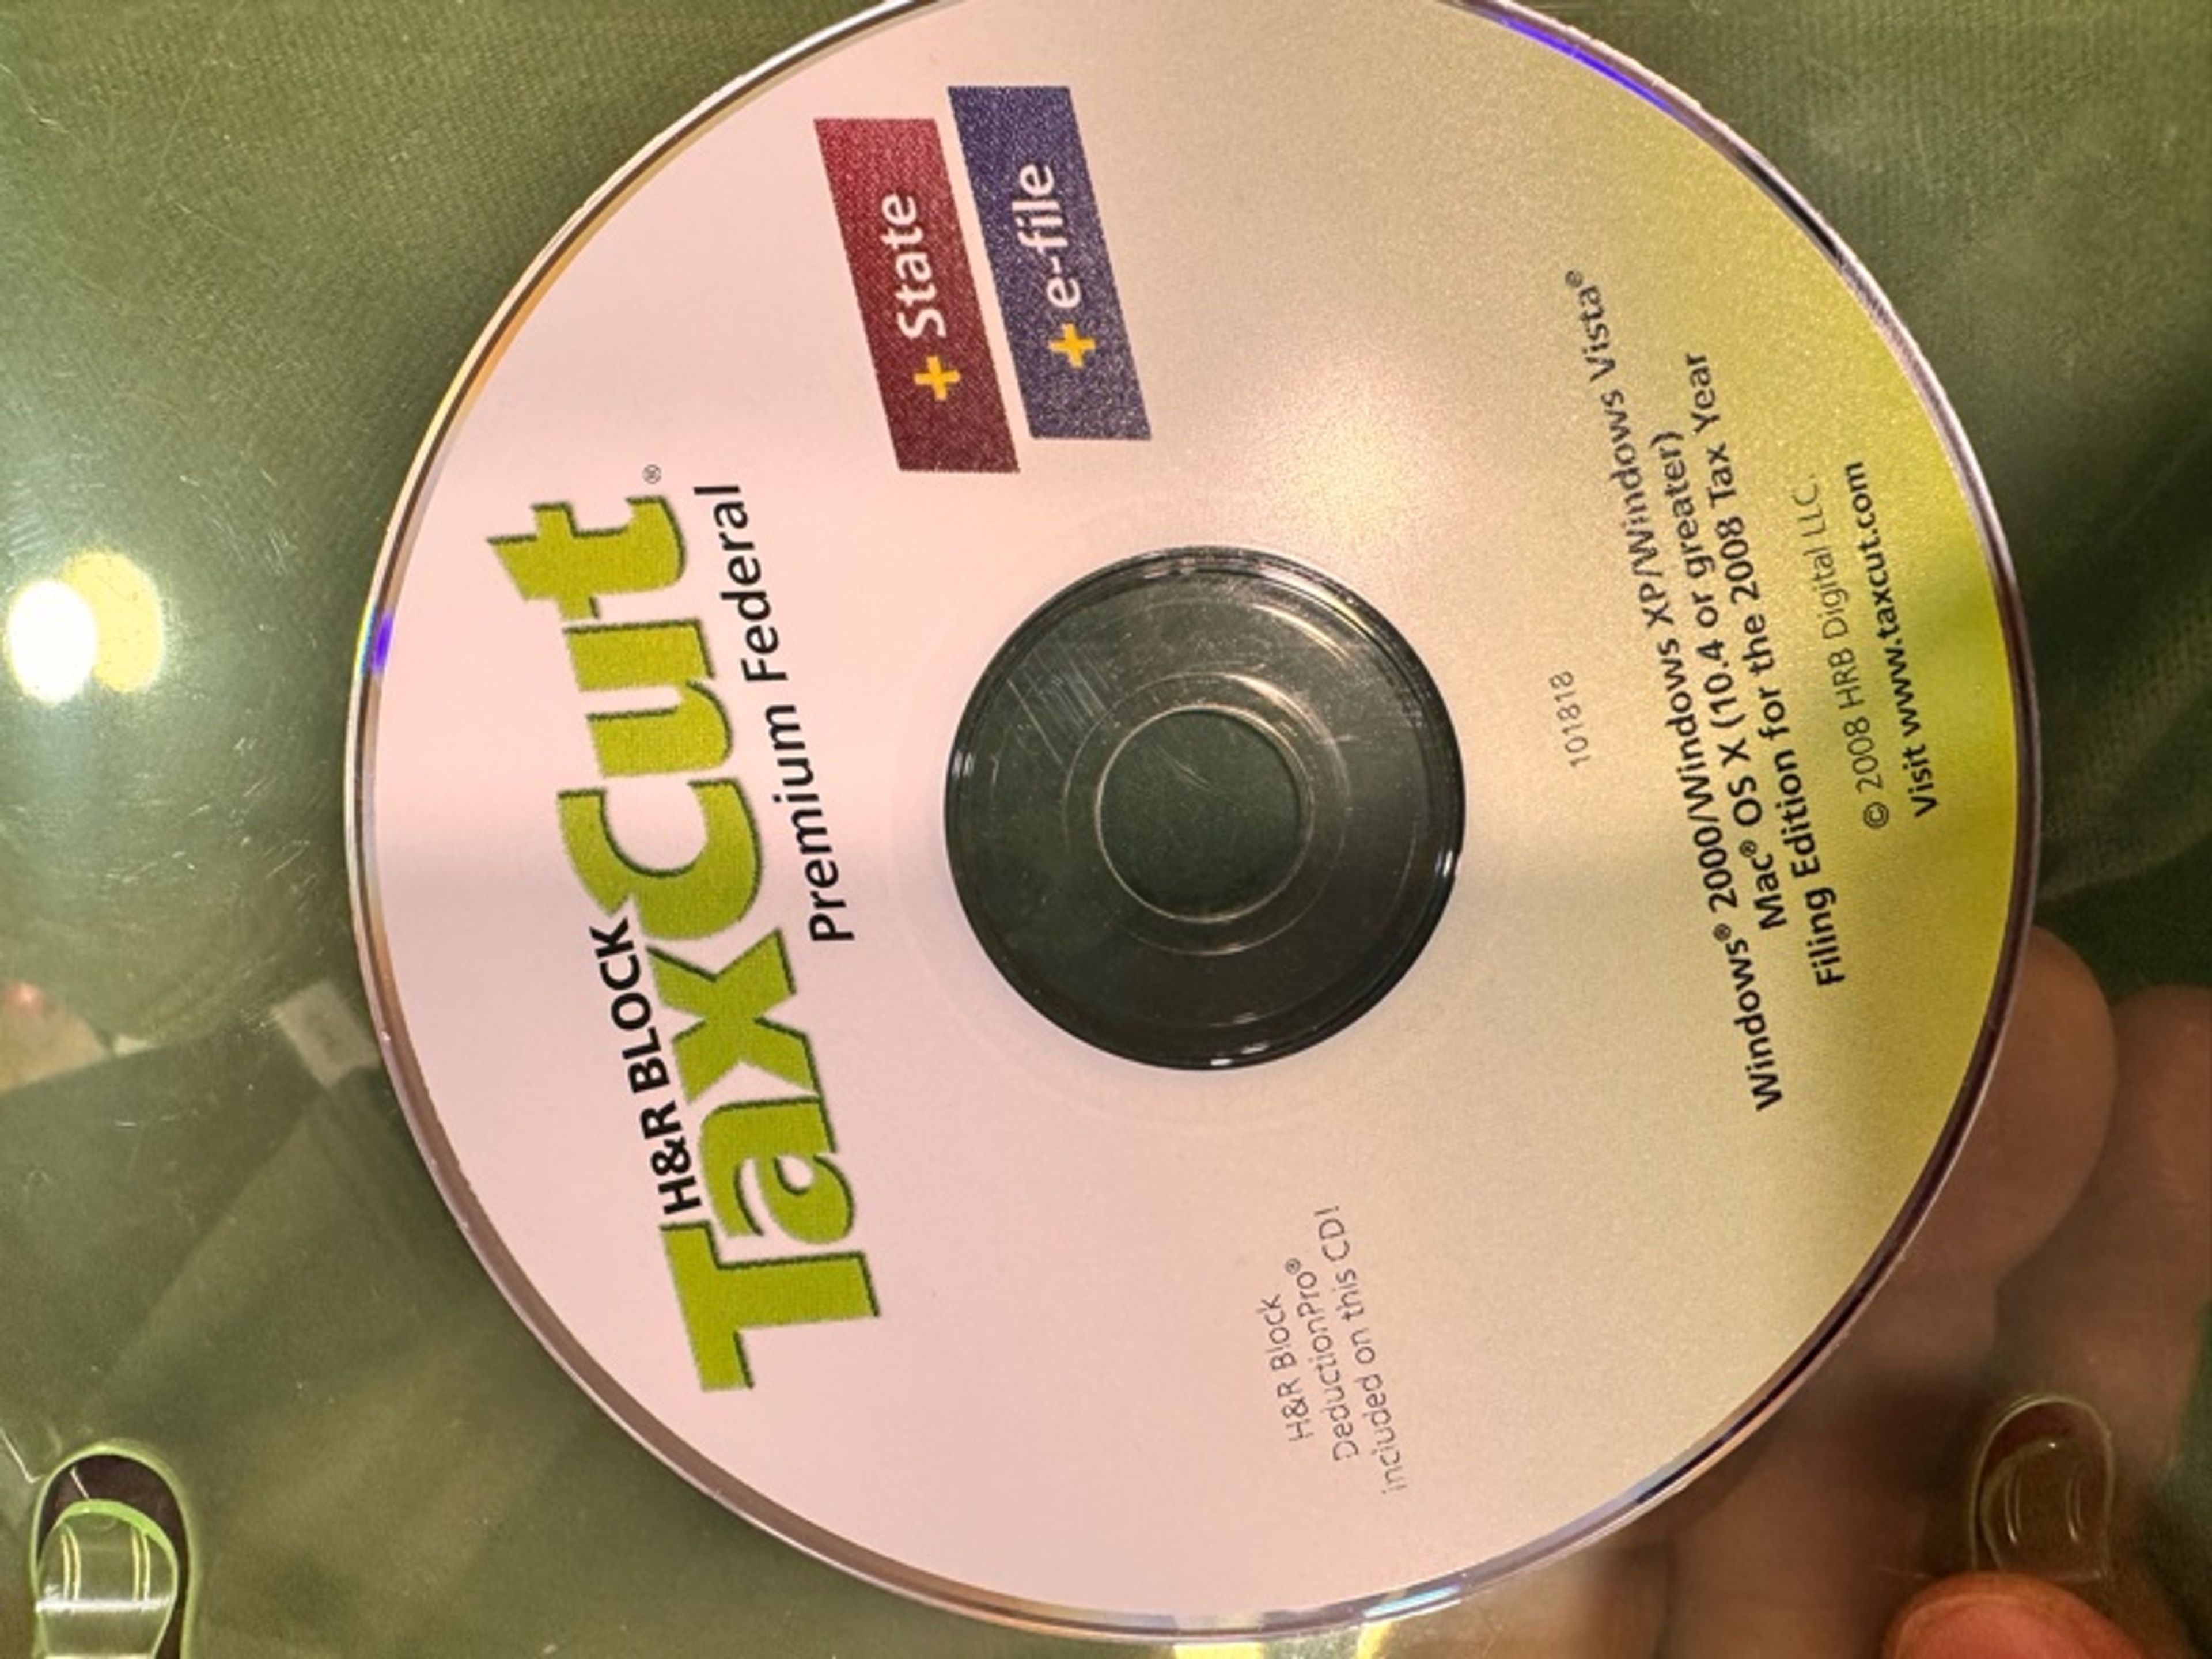 H&R BLOCK
TaxCut®
Premium Federal
+ State
+ e-file
H&R Block
DeductionPro®
included on this CD!
101818
Windows® 2000/Windows XP/Windows Vista®
Mac® OS X (10.4 or greater)
Filing Edition for the 2008 Tax Year
© 2008 HRB Digital LLC.
Visit www.taxcut.com